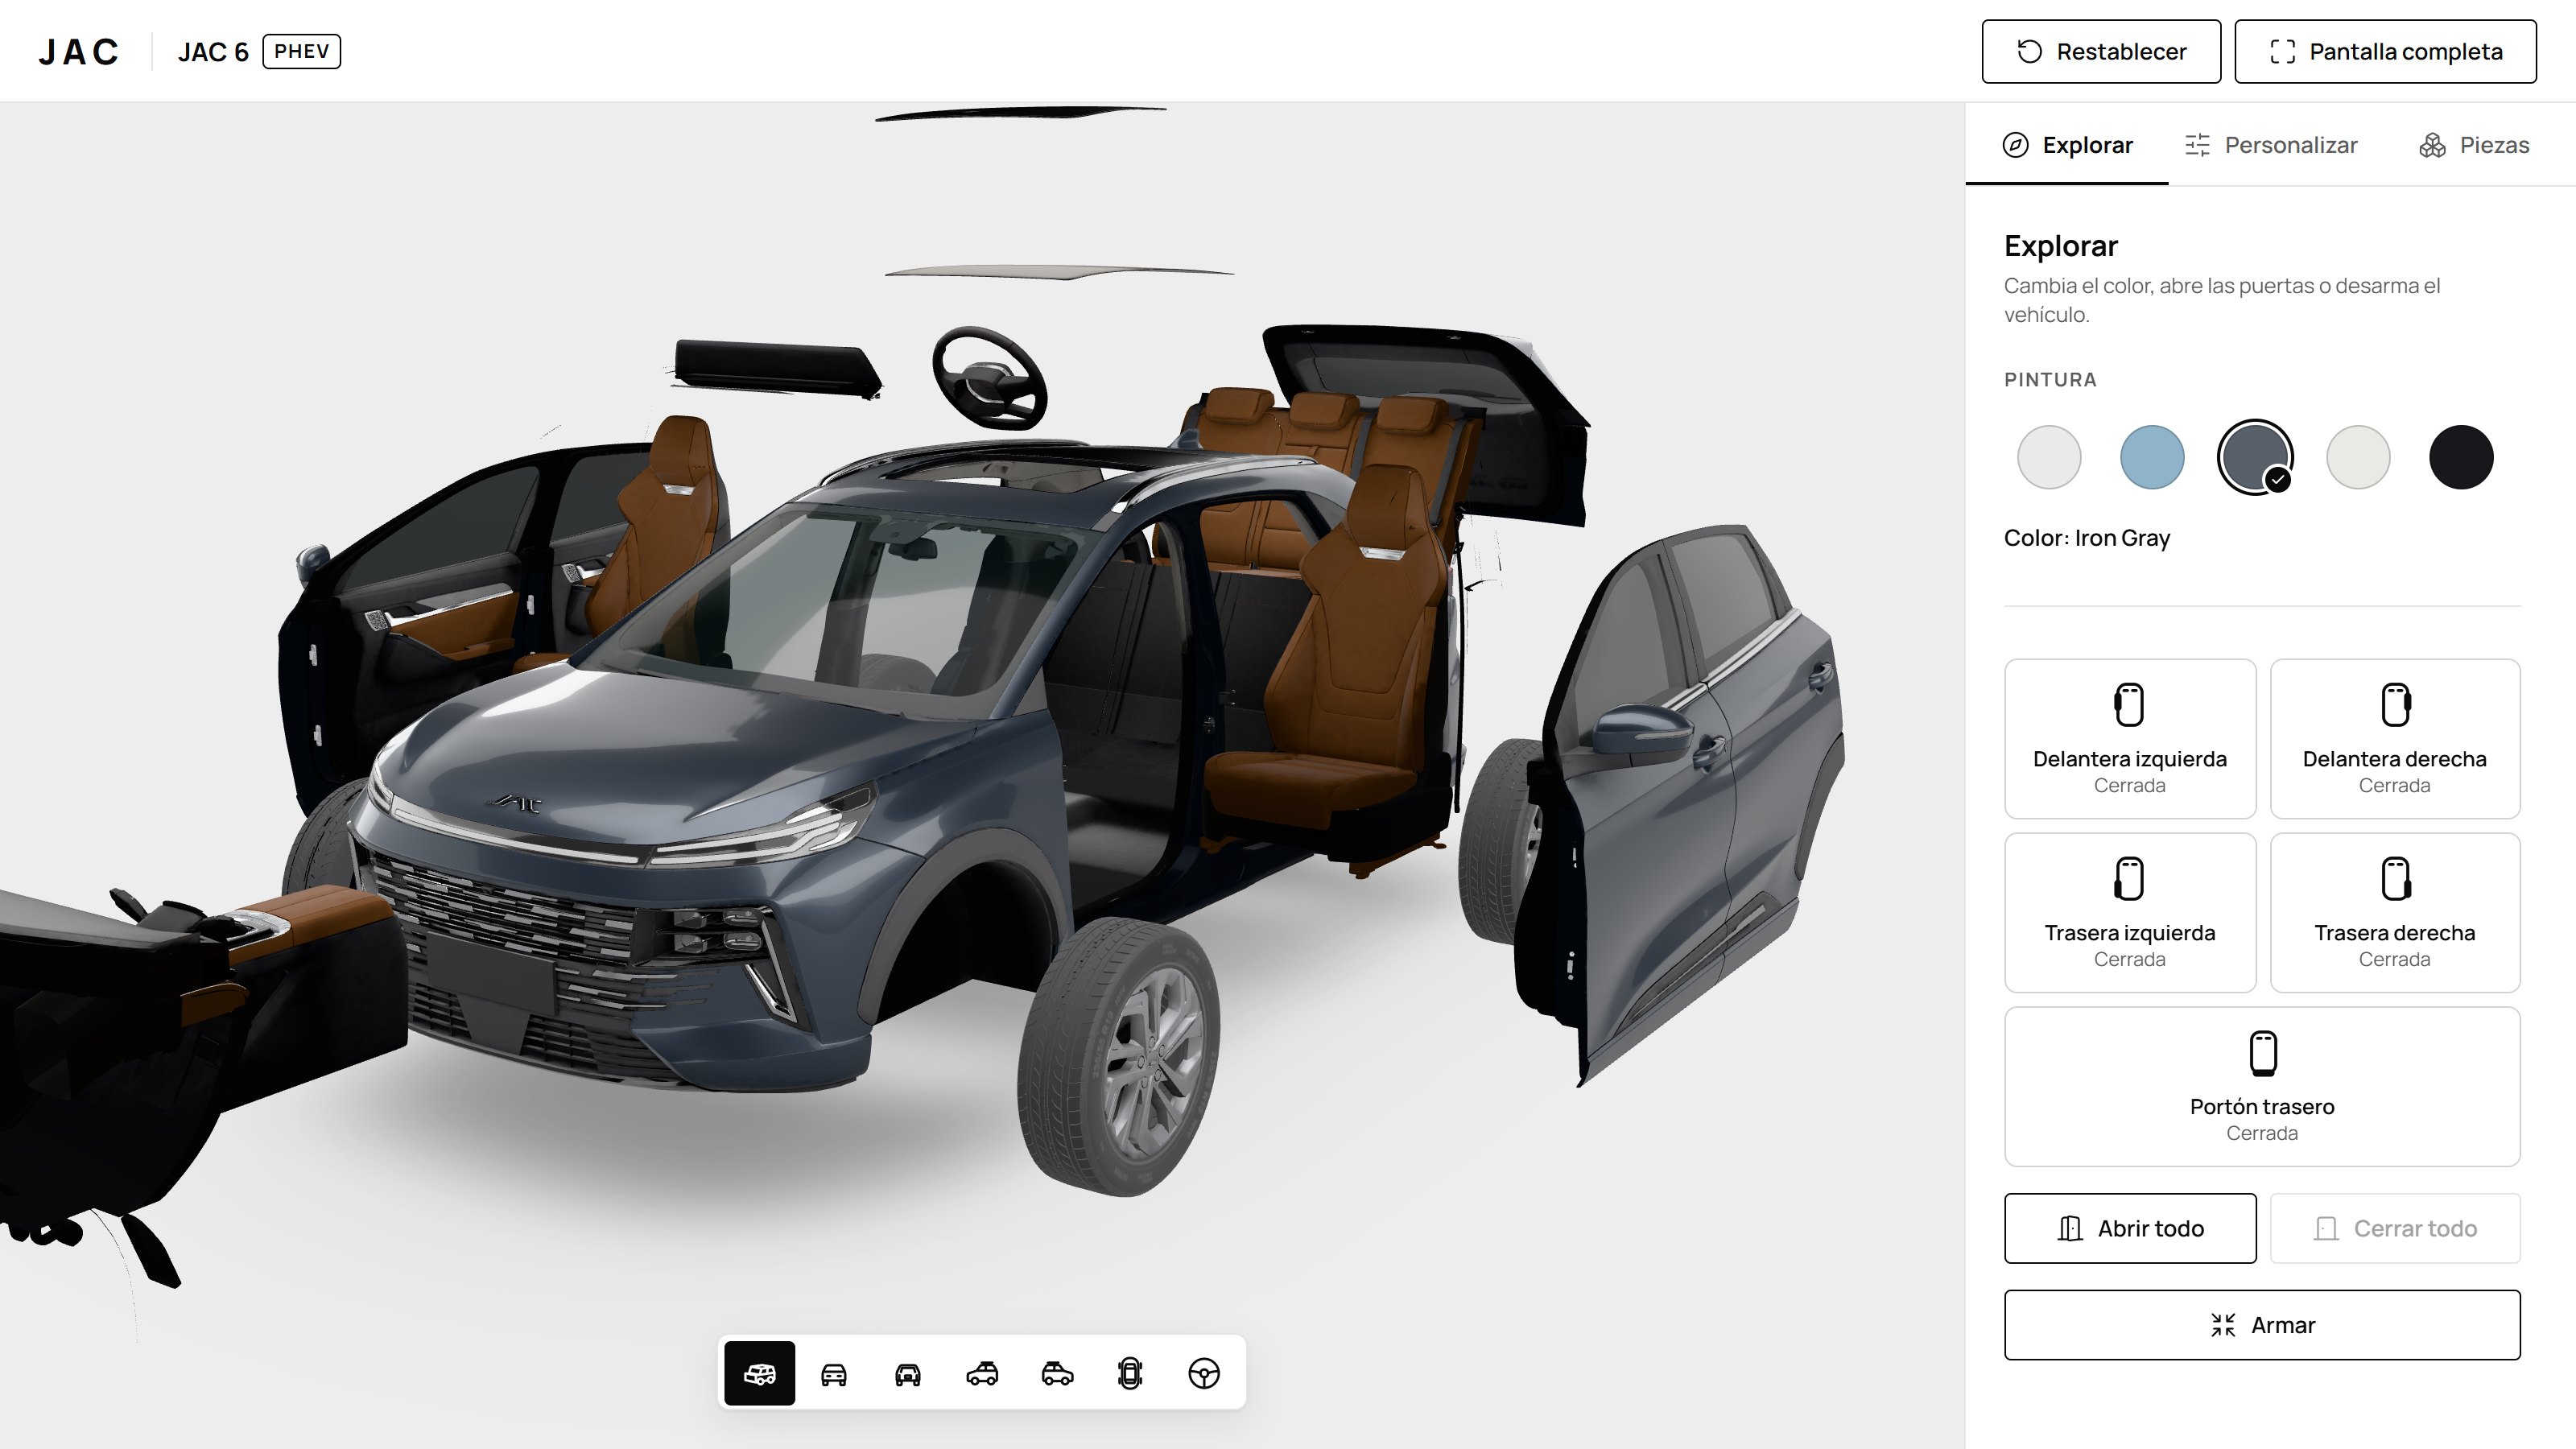 JAC
JAC 6
PHEV
Restablecer
Pantalla completa
Explorar
Personalizar
Piezas
Explorar
Cambia el color, abre las puertas o desarma el
vehículo.
PINTURA
Color: Iron Gray
Delantera izquierda
Cerrada
Delantera derecha
Cerrada
Trasera izquierda
Cerrada
Trasera derecha
Cerrada
Portón trasero
Cerrada
Abrir todo
Cerrar todo
Armar
JAC